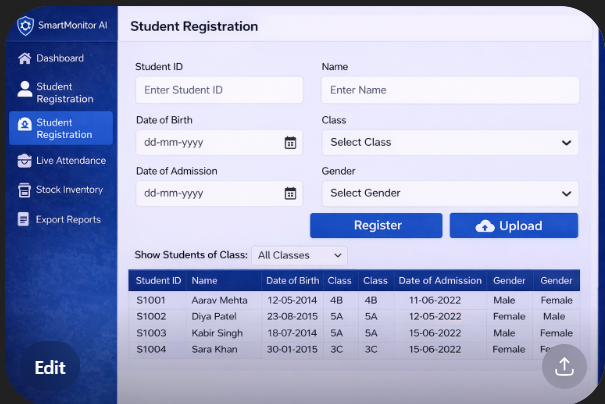 SmartMonitor AI
Dashboard
Student
Registration
Student
Registration
Live Attendance
Stock Inventory
Export Reports
Edit
Student Registration
Student ID Name
Enter Student ID Enter Name
Date of Birth Class
dd-mm-yyyy Select Class
Date of Admission Gender
dd-mm-yyyy Select Gender
Register Upload
Show Students of Class: All Classes
Student ID Name Date of Birth Class Class Date of Admission Gender Gender
S1001 Aarav Mehta 12-05-2014 4B 4B 11-06-2022 Male Female
S1002 Diya Patel 23-08-2015 5A 5A 12-05-2022 Female Male
S1003 Kabir Singh 18-07-2014 5A 5A 15-06-2022 Male Female
S1004 Sara Khan 30-01-2015 3C 3C 15-06-2022 Female